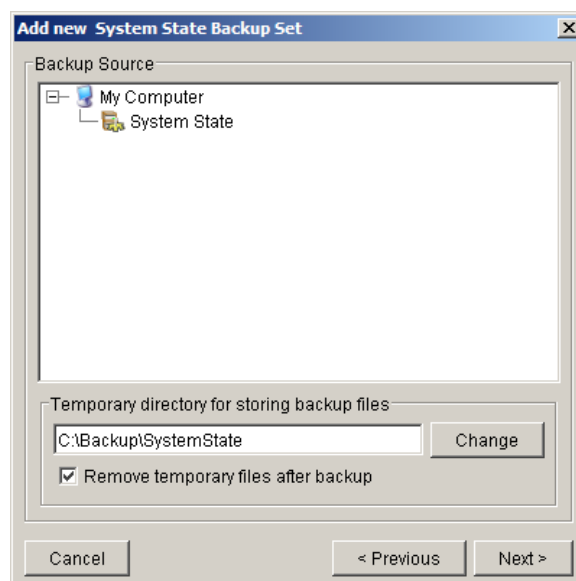 Add new  System State Backup Set
Backup Source
My Computer
System State
Temporary directory for storing backup files
C:\Backup\SystemState
Change
Remove temporary files after backup
Cancel
< Previous
Next >